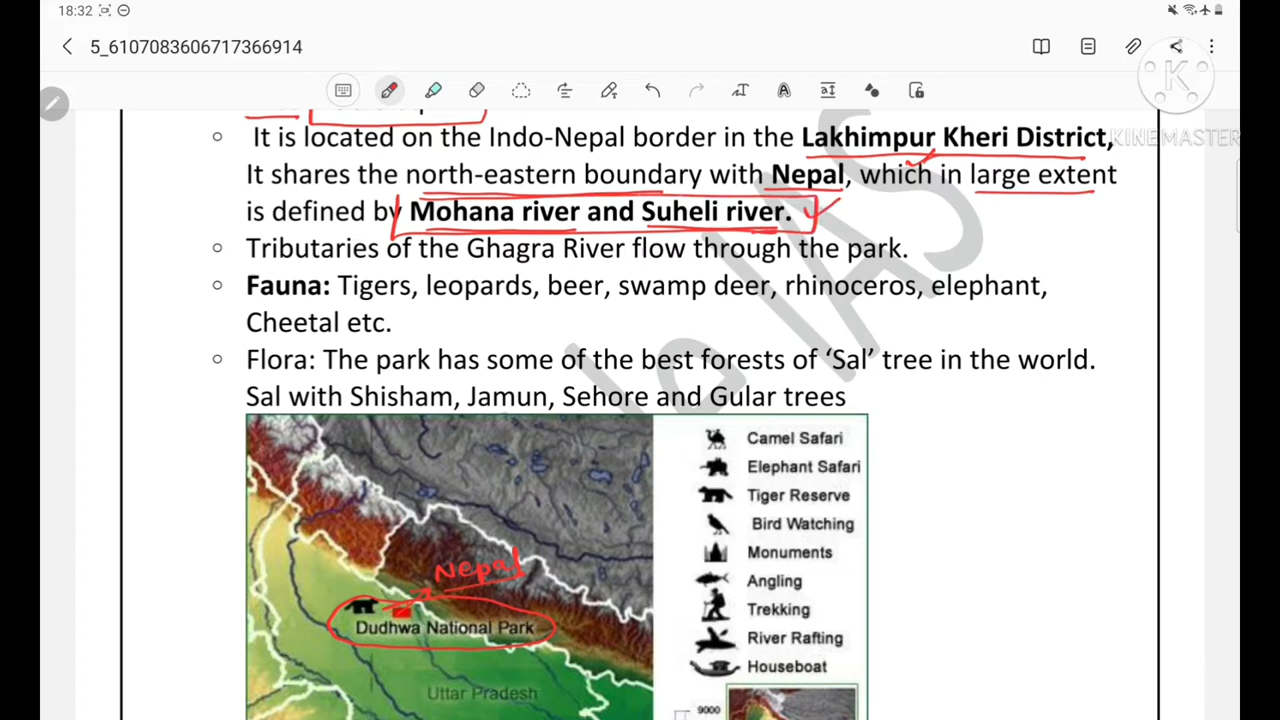 18:32
5_6107083606717366914
K
KINEMASTER
It is located on the Indo-Nepal border in the Lakhimpur Kheri District,
It shares the north-eastern boundary with Nepal, which in large extent
is defined by Mohana river and Suheli river.
Tributaries of the Ghagra River flow through the park.
Fauna: Tigers, leopards, beer, swamp deer, rhinoceros, elephant,
Cheetal etc.
Flora: The park has some of the best forests of ‘Sal’ tree in the world.
Sal with Shisham, Jamun, Sehore and Gular trees
IAS
Camel Safari
Elephant Safari
Tiger Reserve
Bird Watching
Monuments
Angling
Trekking
River Rafting
Houseboat
Nepal
Dudhwa National Park
Uttar Pradesh
9000